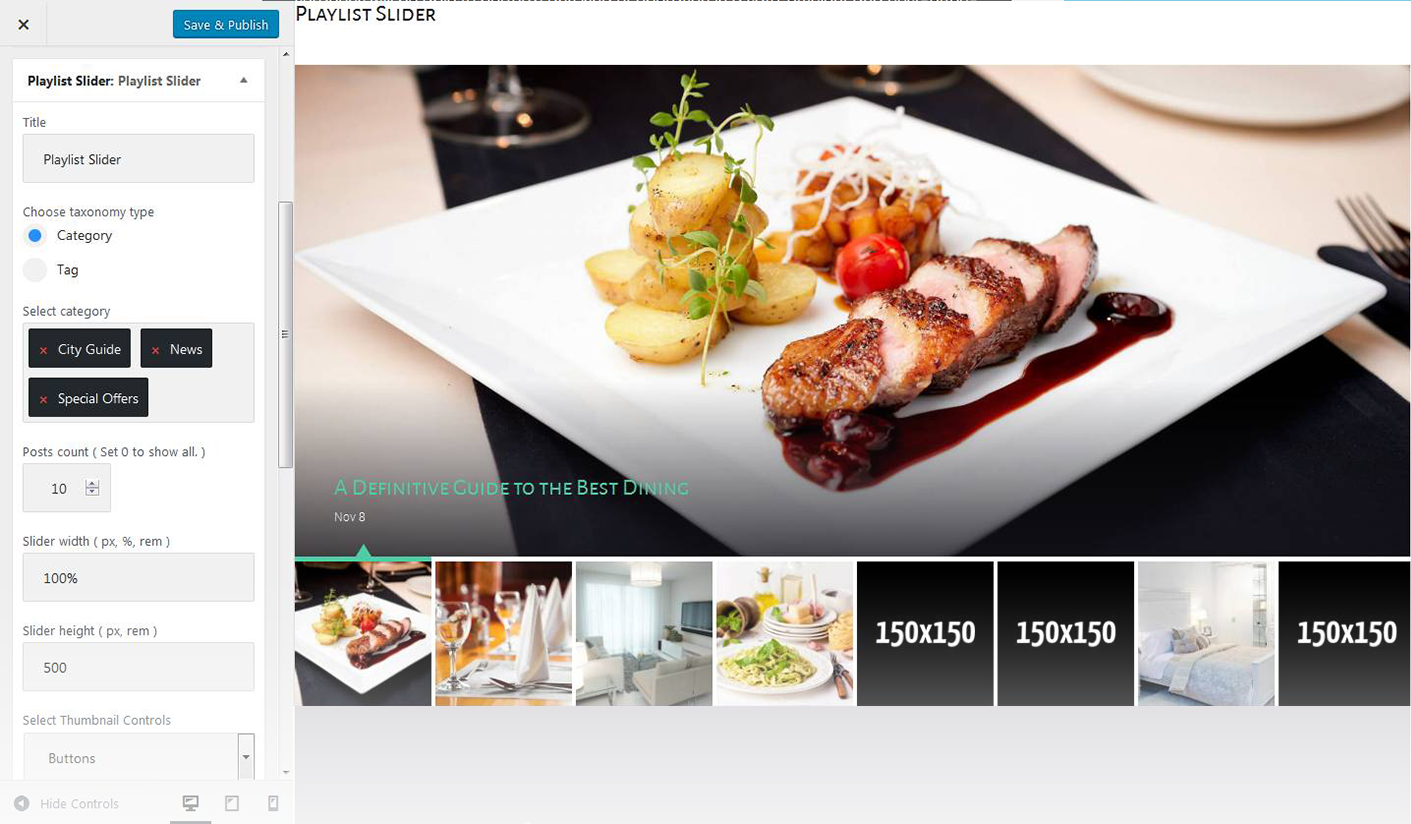 Save & Publish
Playlist Slider: Playlist Slider
Title
Playlist Slider
Choose taxonomy type
Category
Tag
Select category
× City Guide
× News
× Special Offers
Posts count ( Set 0 to show all. )
10
Slider width ( px, %, rem )
100%
Slider height ( px, rem )
500
Select Thumbnail Controls
Buttons
Hide Controls
Playlist Slider
A Definitive Guide to the Best Dining
Nov 8
150x150
150x150
150x150